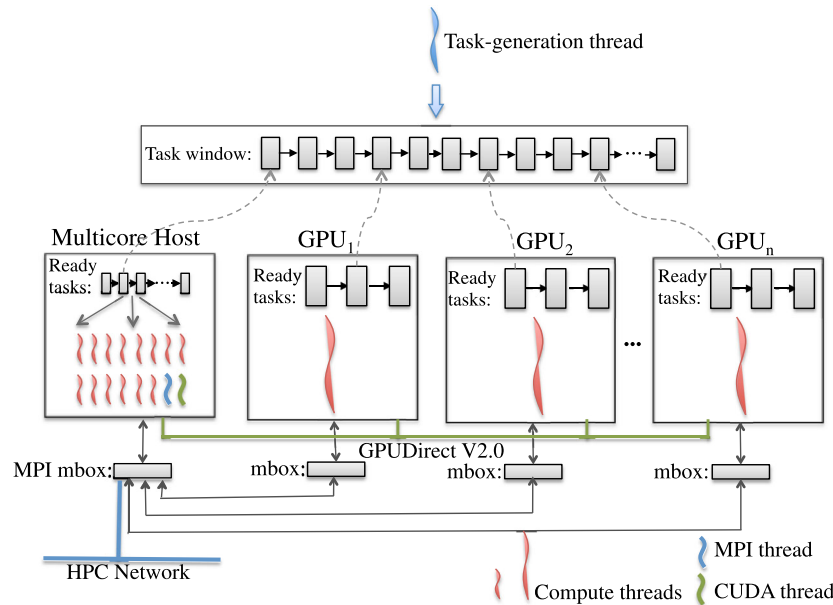 Task-generation thread
Task window:
Multicore Host
GPU1
GPU2
GPUn
Ready tasks:
Ready tasks:
Ready tasks:
Ready tasks:
...
GPUDirect V2.0
MPI mbox:
mbox:
mbox:
mbox:
HPC Network
Compute threads
MPI thread
CUDA thread